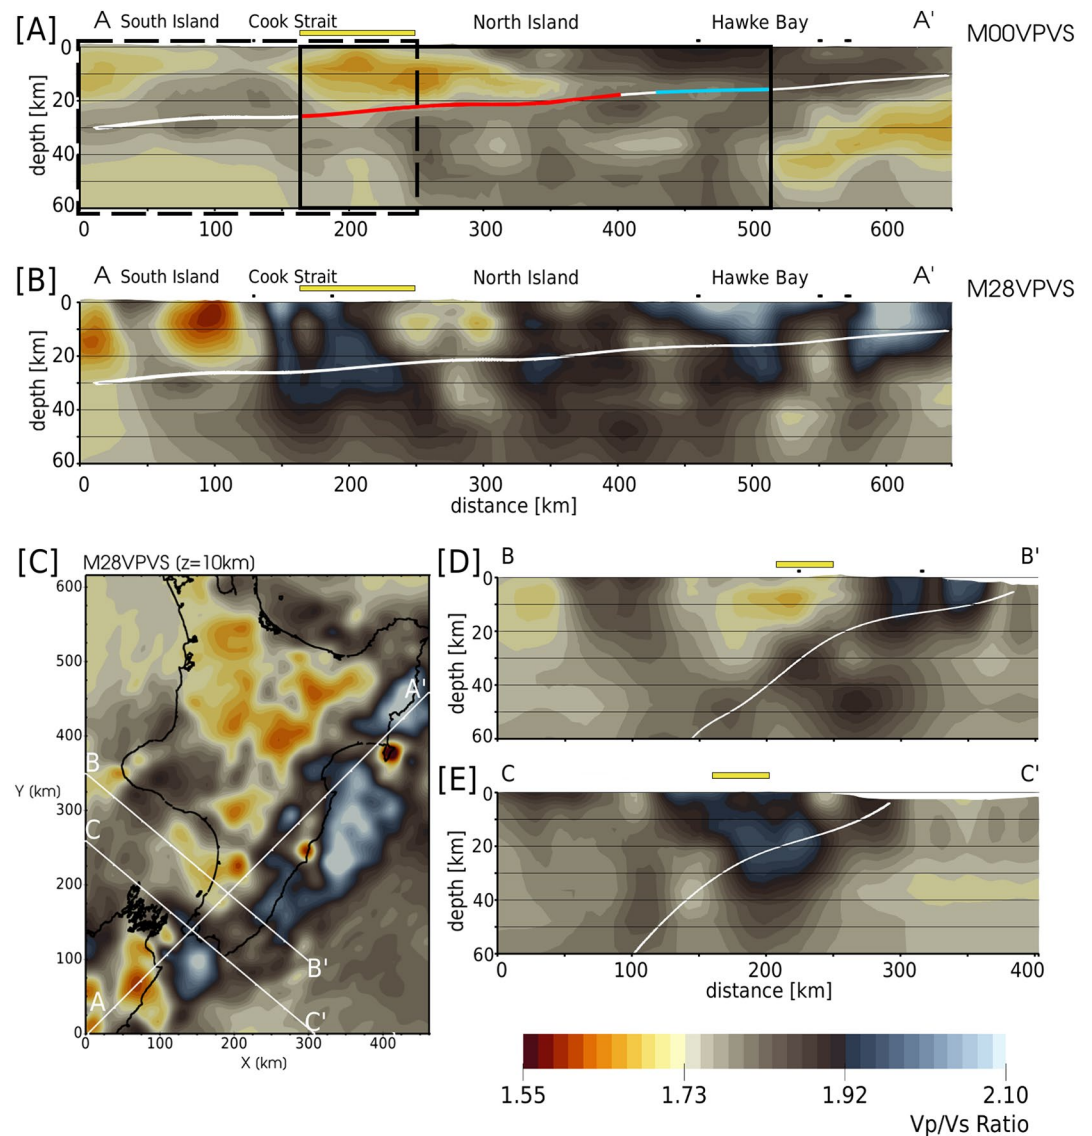 [A] A South Island Cook Strait North Island Hawke Bay A' M00VPVS
0
20
40
60
depth [km]
0 100 200 300 400 500 600
[B] A South Island Cook Strait North Island Hawke Bay A' M28VPVS
0
20
40
60
depth [km]
0 100 200 300 400 500 600
distance [km]
[C] M28VPVS (z=10km)
600
500
400
300
200
100
0
Y (km)
A'
B
C
A
B'
C'
0 100 200 300 400
X (km)
[D] B B'
0
20
40
60
depth [km]
[E] C C'
0
20
40
60
depth [km]
0 100 200 300 400
distance [km]
1.55 1.73 1.92 2.10
Vp/Vs Ratio